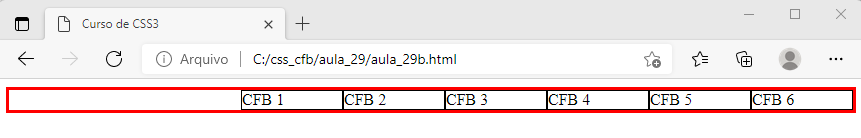 Curso de CSS3
Arquivo | C:/css_cfb/aula_29/aula_29b.html
CFB 1 CFB 2 CFB 3 CFB 4 CFB 5 CFB 6